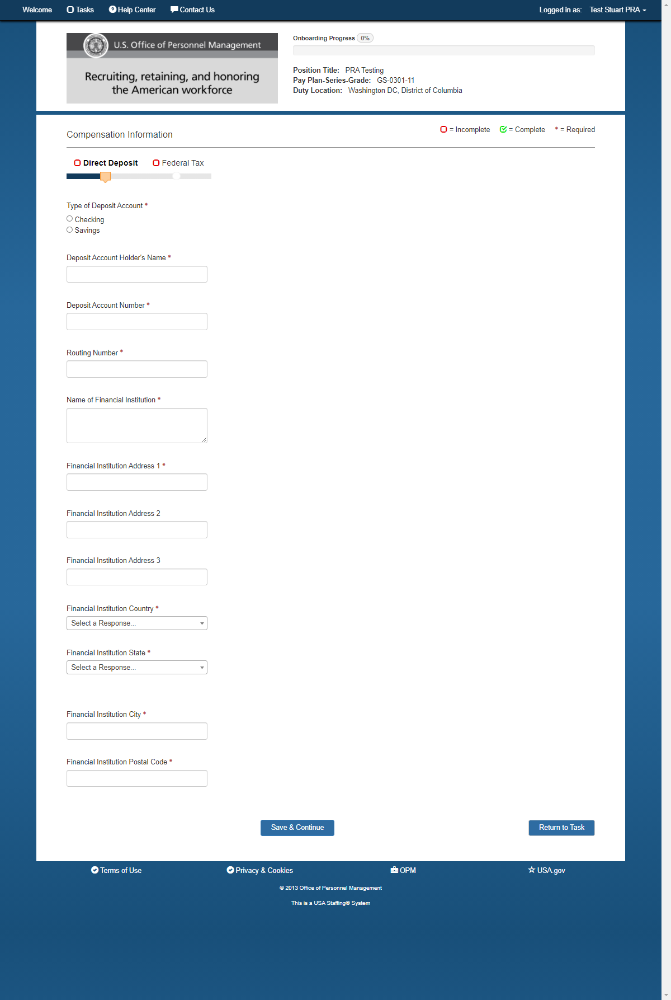 Welcome Tasks Help Center Contact Us Logged in as: Test Stuart PRA
U.S. Office of Personnel Management
Recruiting, retaining, and honoring
the American workforce
Onboarding Progress 0%
Position Title: PRA Testing
Pay Plan-Series-Grade: GS-0301-11
Duty Location: Washington DC, District of Columbia
Compensation Information
= Incomplete = Complete * = Required
Direct Deposit Federal Tax
Type of Deposit Account *
Checking
Savings
Deposit Account Holder's Name *
Deposit Account Number *
Routing Number *
Name of Financial Institution *
Financial Institution Address 1 *
Financial Institution Address 2
Financial Institution Address 3
Financial Institution Country *
Select a Response...
Financial Institution State *
Select a Response...
Financial Institution City *
Financial Institution Postal Code *
Save & Continue Return to Task
Terms of Use Privacy & Cookies OPM USA.gov
© 2013 Office of Personnel Management
This is a USA Staffing® System